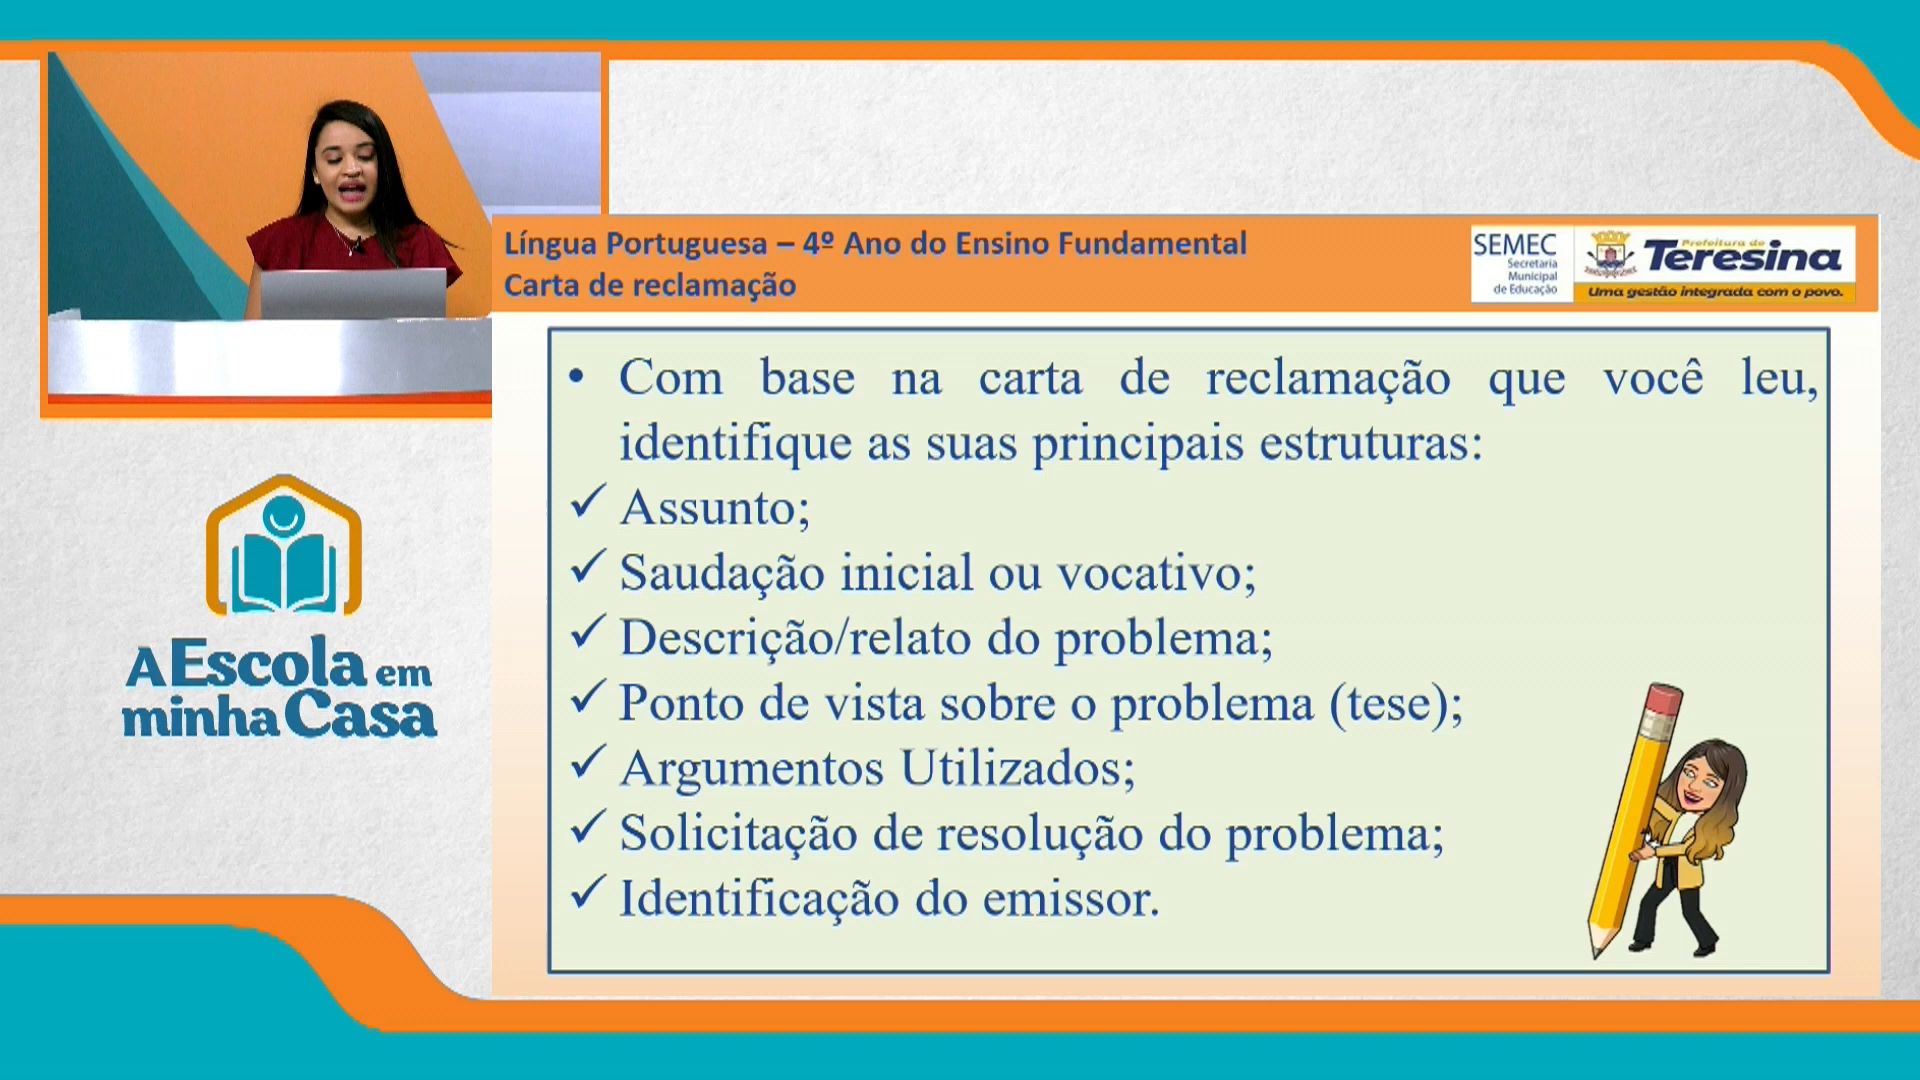 Língua Portuguesa – 4º Ano do Ensino Fundamental
Carta de reclamação
SEMEC
Secretaria
Municipal
de Educação
Prefeitura de
Teresina
Uma gestão integrada com o povo.
• Com base na carta de reclamação que você leu,
identifique as suas principais estruturas:
✓ Assunto;
✓ Saudação inicial ou vocativo;
✓ Descrição/relato do problema;
✓ Ponto de vista sobre o problema (tese);
✓ Argumentos Utilizados;
✓ Solicitação de resolução do problema;
✓ Identificação do emissor.
A Escola em
minha Casa